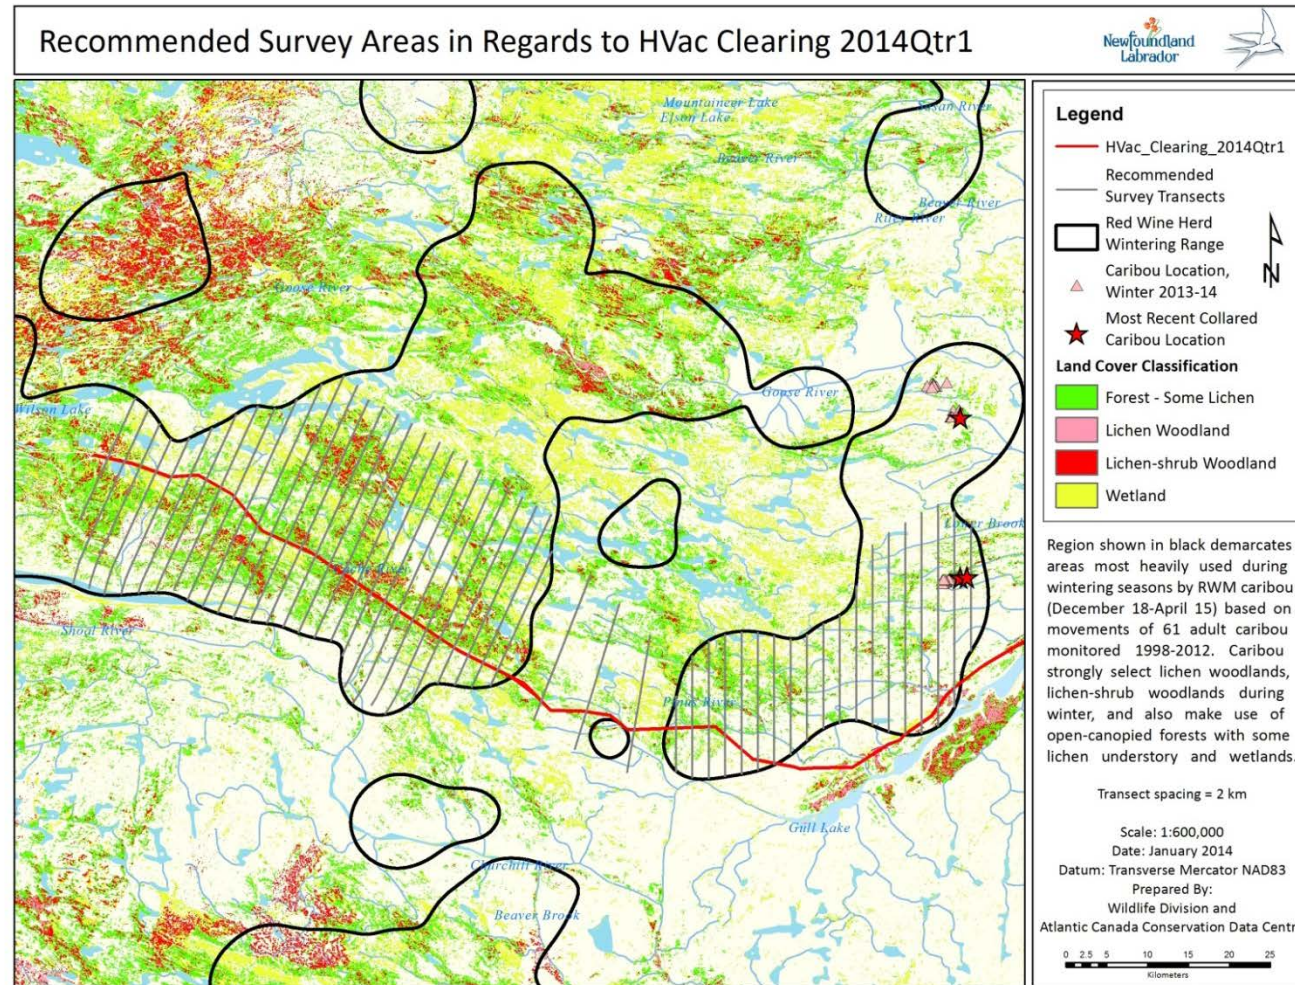 Recommended Survey Areas in Regards to HVac Clearing 2014Qtr1
Newfoundland
Labrador
Mountaineer Lake
Elson Lake
Susan River
Beaver River
Beaver River
River River
Goose River
Goose River
Wilson Lake
Lower Brook
Shoal River
Pinus River
Gull Lake
Churchill River
Beaver Brook
Legend
HVac_Clearing_2014Qtr1
Recommended
Survey Transects
Red Wine Herd
Wintering Range
N
Caribou Location,
Winter 2013-14
Most Recent Collared
Caribou Location
Land Cover Classification
Forest - Some Lichen
Lichen Woodland
Lichen-shrub Woodland
Wetland
Region shown in black demarcates
areas most heavily used during
wintering seasons by RWM caribou
(December 18-April 15) based on
movements of 61 adult caribou
monitored 1998-2012. Caribou
strongly select lichen woodlands,
lichen-shrub woodlands during
winter, and also make use of
open-canopied forests with some
lichen understory and wetlands.
Transect spacing = 2 km
Scale: 1:600,000
Date: January 2014
Datum: Transverse Mercator NAD83
Prepared By:
Wildlife Division and
Atlantic Canada Conservation Data Centr
0 2.5 5 10 15 20 25
Kilometers